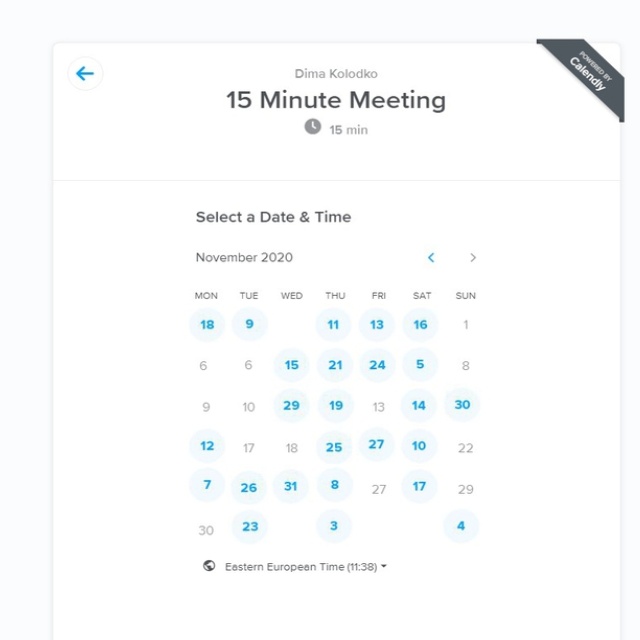 Dima Kolodko
POWERED BY
Calendly
15 Minute Meeting
15 min
Select a Date & Time
November 2020
MON TUE WED THU FRI SAT SUN
18 9 11 13 16 1
6 6 15 21 24 5 8
9 10 29 19 13 14 30
12 17 18 25 27 10 22
7 26 31 8 27 17 29
30 23 3 4
Eastern European Time (11:38)